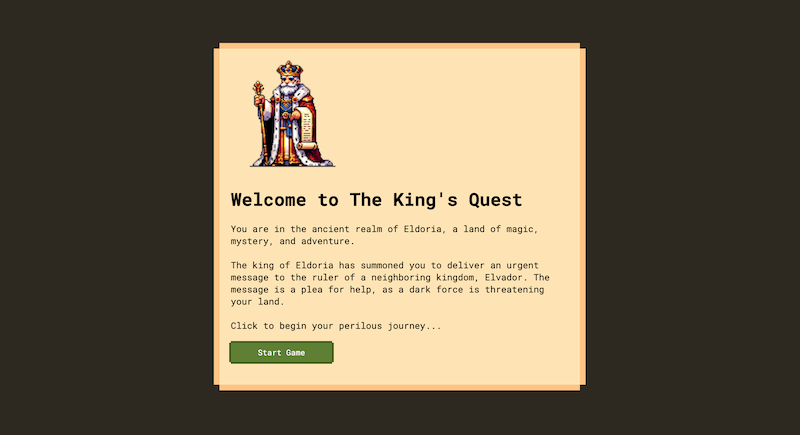 Welcome to The King's Quest
You are in the ancient realm of Eldoria, a land of magic,
mystery, and adventure.
The king of Eldoria has summoned you to deliver an urgent
message to the ruler of a neighboring kingdom, Elvador. The
message is a plea for help, as a dark force is threatening
your land.
Click to begin your perilous journey...
Start Game